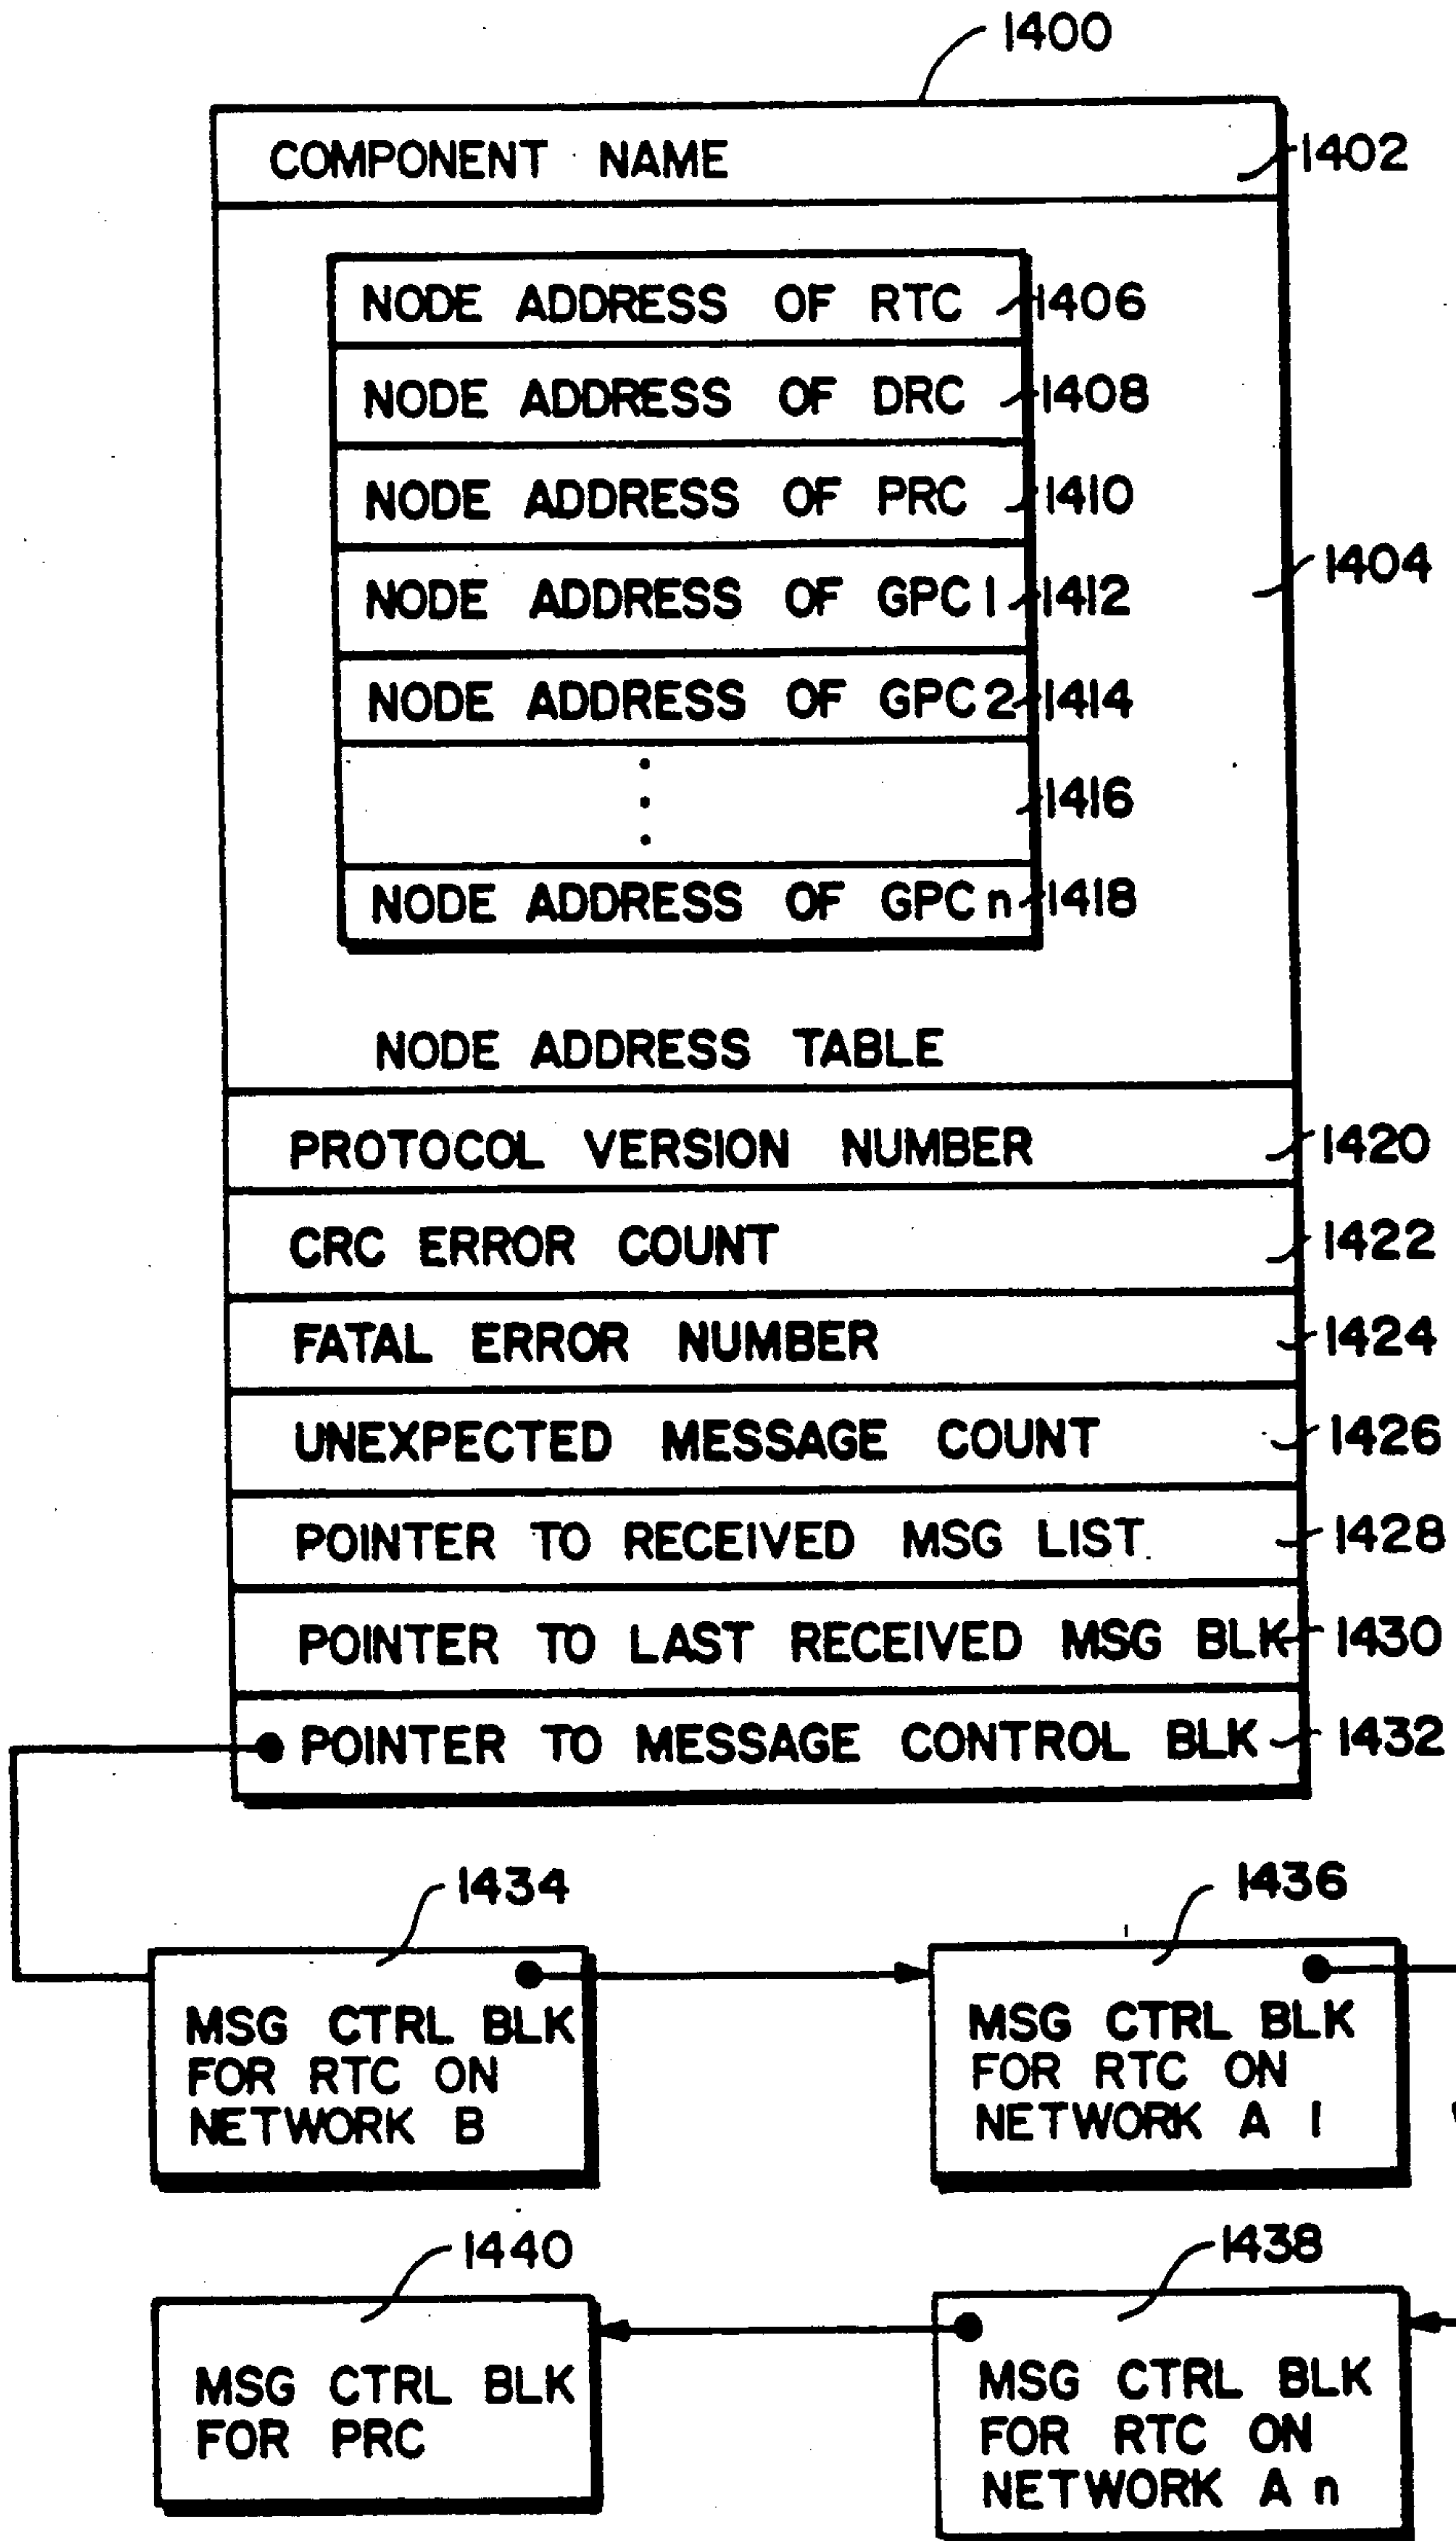 1400
COMPONENT NAME 1402
NODE ADDRESS OF RTC 1406
NODE ADDRESS OF DRC 1408
NODE ADDRESS OF PRC 1410
1404
NODE ADDRESS OF GPC1 1412
NODE ADDRESS OF GPC2 1414
1416
NODE ADDRESS OF GPCn 1418
NODE ADDRESS TABLE
PROTOCOL VERSION NUMBER 1420
CRC ERROR COUNT 1422
FATAL ERROR NUMBER 1424
UNEXPECTED MESSAGE COUNT 1426
POINTER TO RECEIVED MSG LIST 1428
POINTER TO LAST RECEIVED MSG BLK 1430
POINTER TO MESSAGE CONTROL BLK 1432
1434
MSG CTRL BLK
FOR RTC ON
NETWORK B
1436
MSG CTRL BLK
FOR RTC ON
NETWORK A 1
1440
MSG CTRL BLK
FOR PRC
1438
MSG CTRL BLK
FOR RTC ON
NETWORK A n